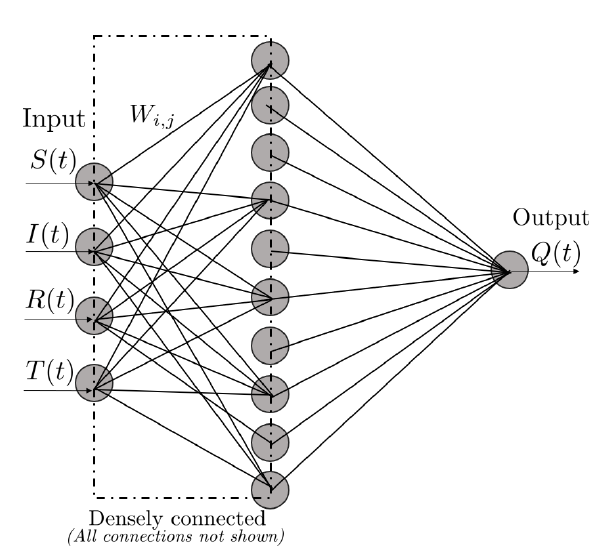 Input
W_{i,j}
S(t)
I(t)
R(t)
T(t)
Output
Q(t)
Densely connected
(All connections not shown)